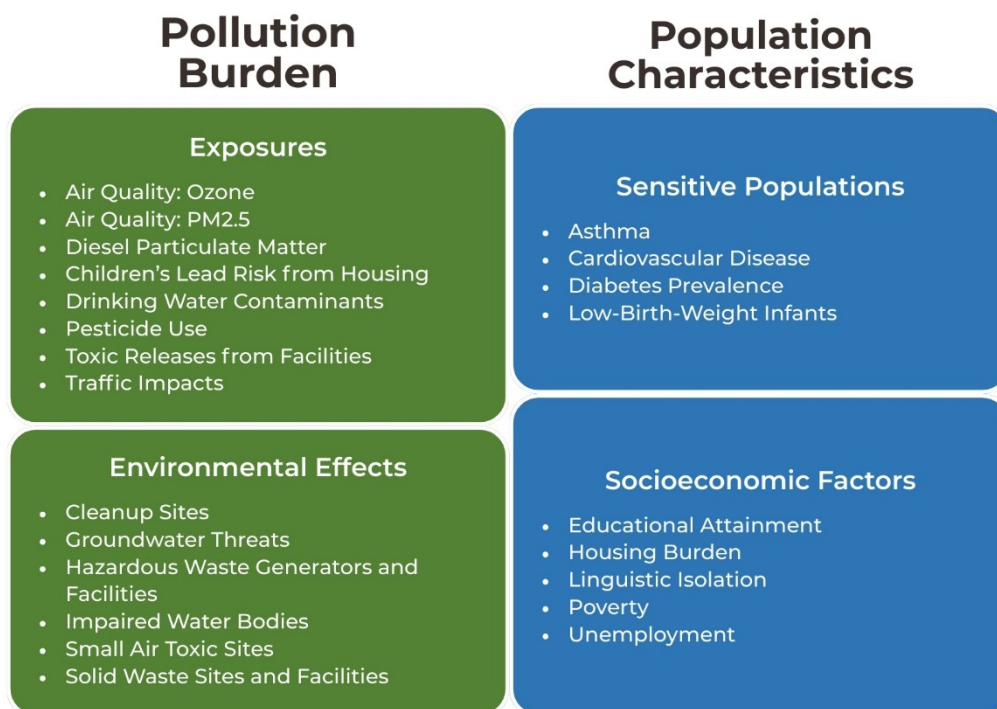 Pollution
Burden
Exposures
• Air Quality: Ozone
• Air Quality: PM2.5
• Diesel Particulate Matter
• Children’s Lead Risk from Housing
• Drinking Water Contaminants
• Pesticide Use
• Toxic Releases from Facilities
• Traffic Impacts
Environmental Effects
• Cleanup Sites
• Groundwater Threats
• Hazardous Waste Generators and
Facilities
• Impaired Water Bodies
• Small Air Toxic Sites
• Solid Waste Sites and Facilities
Population
Characteristics
Sensitive Populations
• Asthma
• Cardiovascular Disease
• Diabetes Prevalence
• Low-Birth-Weight Infants
Socioeconomic Factors
• Educational Attainment
• Housing Burden
• Linguistic Isolation
• Poverty
• Unemployment